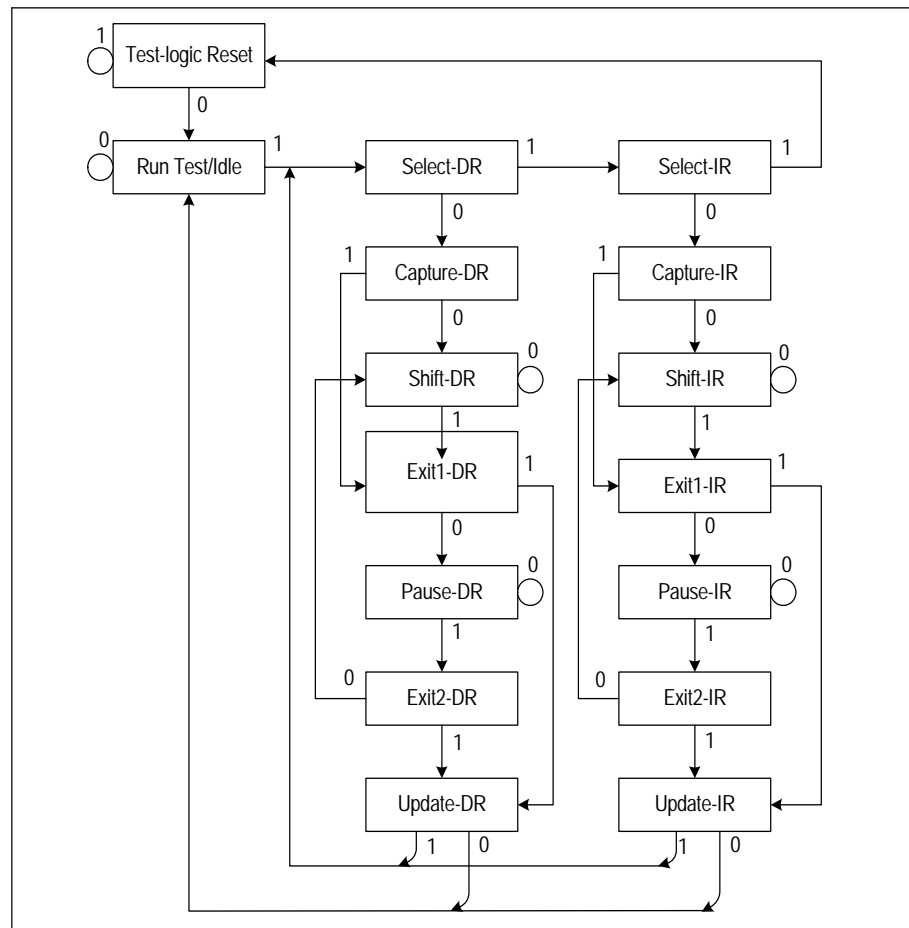 1
Test-logic Reset
0
0
Run Test/Idle
1
Select-DR
1
Select-IR
1
0
0
1
Capture-DR
1
Capture-IR
0
0
Shift-DR
0
Shift-IR
0
1
1
Exit1-DR
1
Exit1-IR
1
0
0
Pause-DR
0
Pause-IR
0
1
1
0
Exit2-DR
0
Exit2-IR
1
1
Update-DR
Update-IR
1
0
1
0